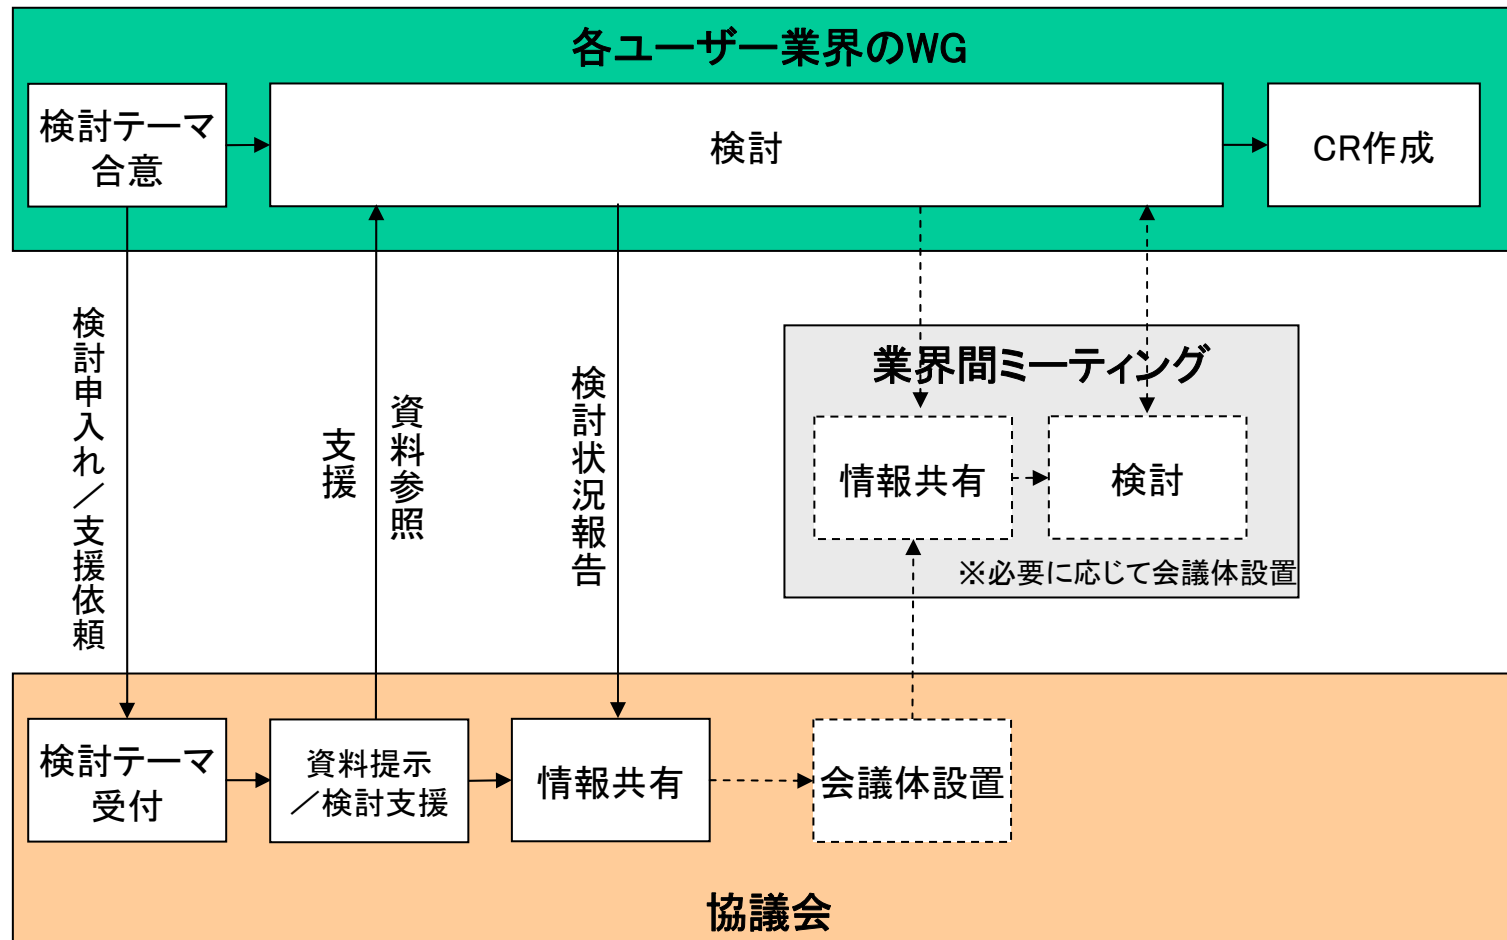 各ユーザー業界のWG
検討テーマ
合意
検討
CR作成
検討申入れ／支援依頼
支援
資料参照
検討状況報告
業界間ミーティング
情報共有
検討
※必要に応じて会議体設置
検討テーマ
受付
資料提示
／検討支援
情報共有
会議体設置
協議会